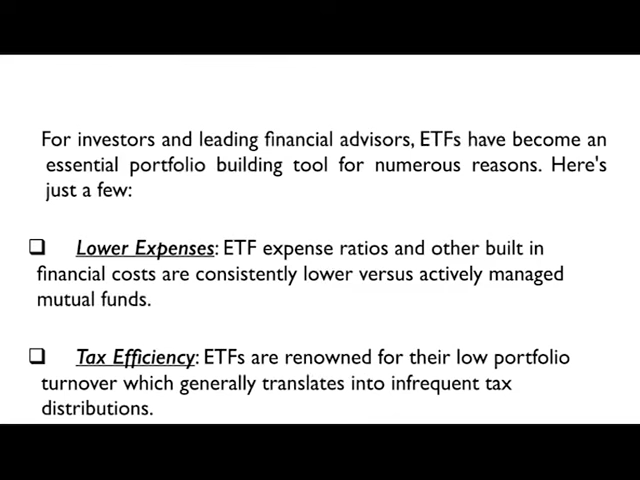 For investors and leading financial advisors, ETFs have become an
essential portfolio building tool for numerous reasons. Here's
just a few:
❑ Lower Expenses: ETF expense ratios and other built in
financial costs are consistently lower versus actively managed
mutual funds.
❑ Tax Efficiency: ETFs are renowned for their low portfolio
turnover which generally translates into infrequent tax
distributions.